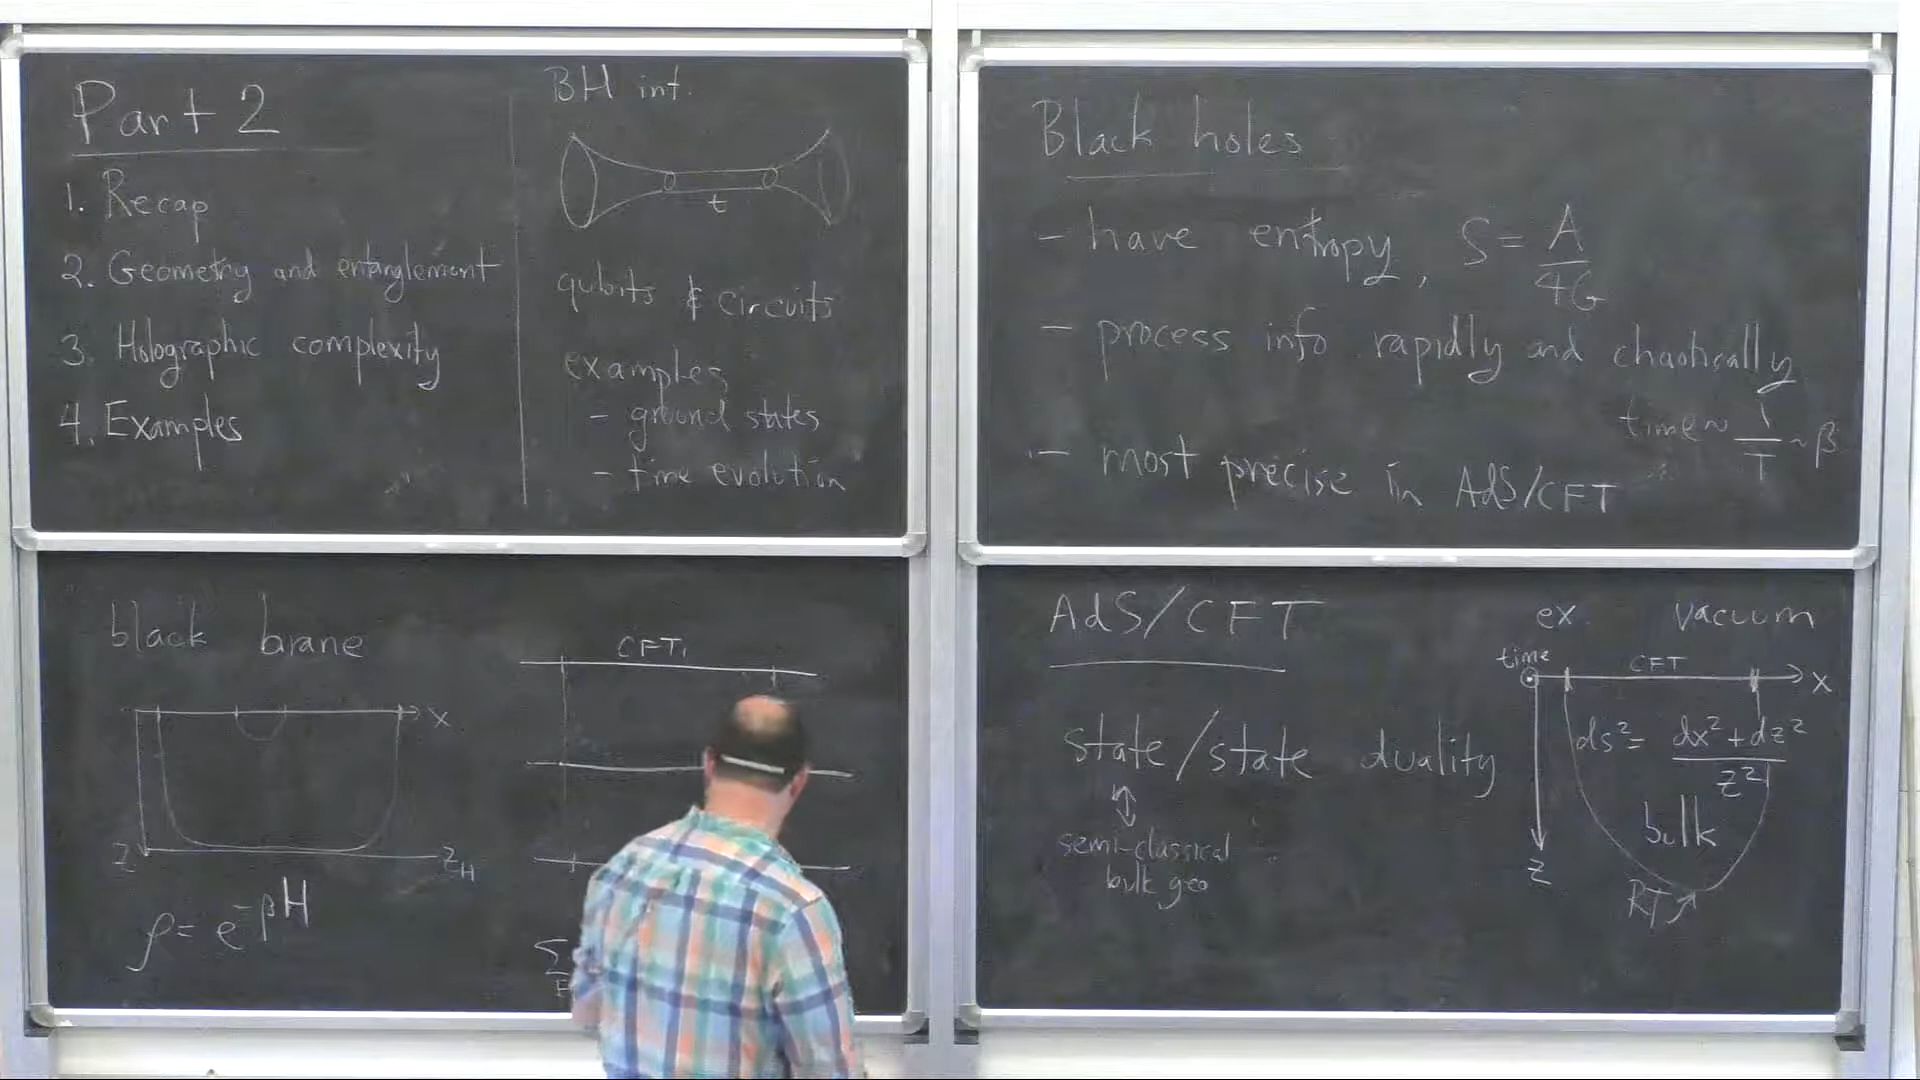 Part 2
1. Recap
2. Geometry and entanglement
3. Holographic complexity
4. Examples
BH int.
t
qubits & circuits
examples
- ground states
- time evolution
Black holes
- have entropy, S = A/4G
- process info rapidly and chaotically
time ~ 1/T ~ β
- most precise in AdS/CFT
black brane
x
z
z_H
ρ = e^{-βH}
CFT₁
Σ
AdS/CFT
state/state duality
↕
semi-classical
bulk geo
ex. vacuum
time
CFT
x
ds² = (dx² + dz²)/z²
bulk
z
RT